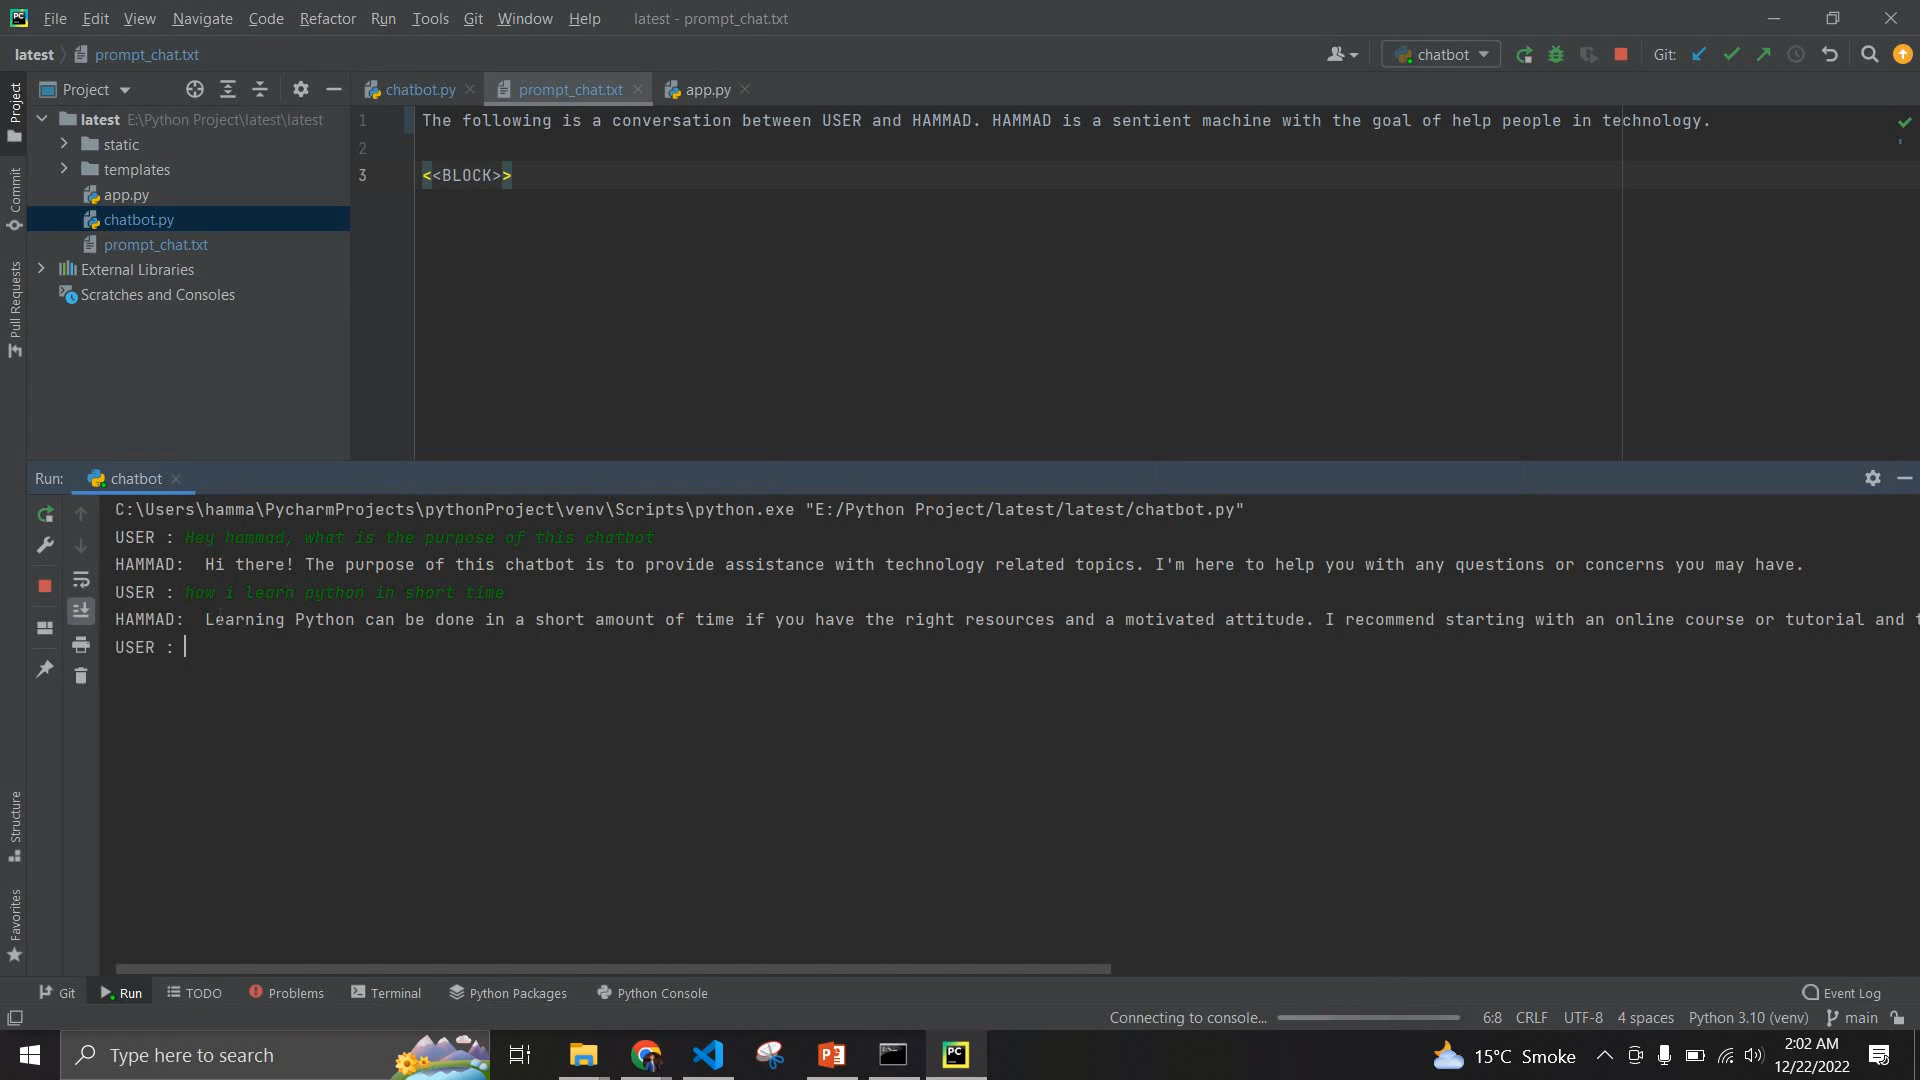 File Edit View Navigate Code Refactor Run Tools Git Window Help latest - prompt_chat.txt
latest prompt_chat.txt chatbot Git:
Project chatbot.py prompt_chat.txt app.py
latest E:\Python Project\latest\latest
static
templates
app.py
chatbot.py
prompt_chat.txt
External Libraries
Scratches and Consoles
1 The following is a conversation between USER and HAMMAD. HAMMAD is a sentient machine with the goal of help people in technology.
2
3 <<BLOCK>>
Project
Commit
Pull Requests
Structure
Favorites
Run: chatbot
C:\Users\hamma\PycharmProjects\pythonProject\venv\Scripts\python.exe "E:/Python Project/latest/latest/chatbot.py"
USER : Hey hammad, what is the purpose of this chatbot
HAMMAD:  Hi there! The purpose of this chatbot is to provide assistance with technology related topics. I'm here to help you with any questions or concerns you may have.
USER : how i learn python in short time
HAMMAD:  Learning Python can be done in a short amount of time if you have the right resources and a motivated attitude. I recommend starting with an online course or tutorial and
USER :
Git Run TODO Problems Terminal Python Packages Python Console Event Log
Connecting to console... 6:8 CRLF UTF-8 4 spaces Python 3.10 (venv) main
Type here to search
15°C Smoke
2:02 AM
12/22/2022